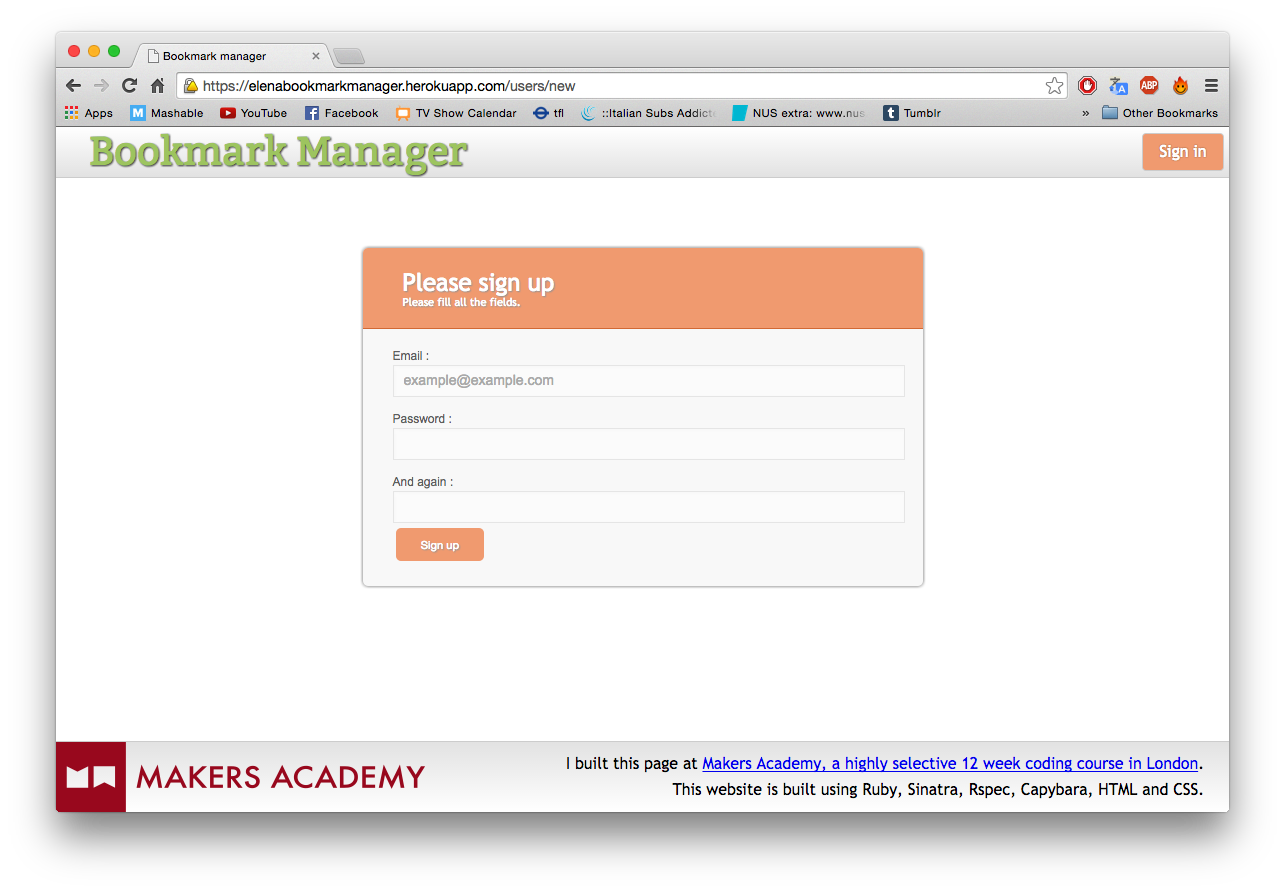 Bookmark manager
https://elenabookmarkmanager.herokuapp.com/users/new
ABP
Apps M Mashable YouTube f Facebook TV Show Calendar tfl ::Italian Subs Addict NUS extra: www.nus t Tumblr » Other Bookmarks
Bookmark Manager
Sign in
Please sign up
Please fill all the fields.
Email :
example@example.com
Password :
And again :
Sign up
MAKERS ACADEMY
I built this page at Makers Academy, a highly selective 12 week coding course in London.
This website is built using Ruby, Sinatra, Rspec, Capybara, HTML and CSS.